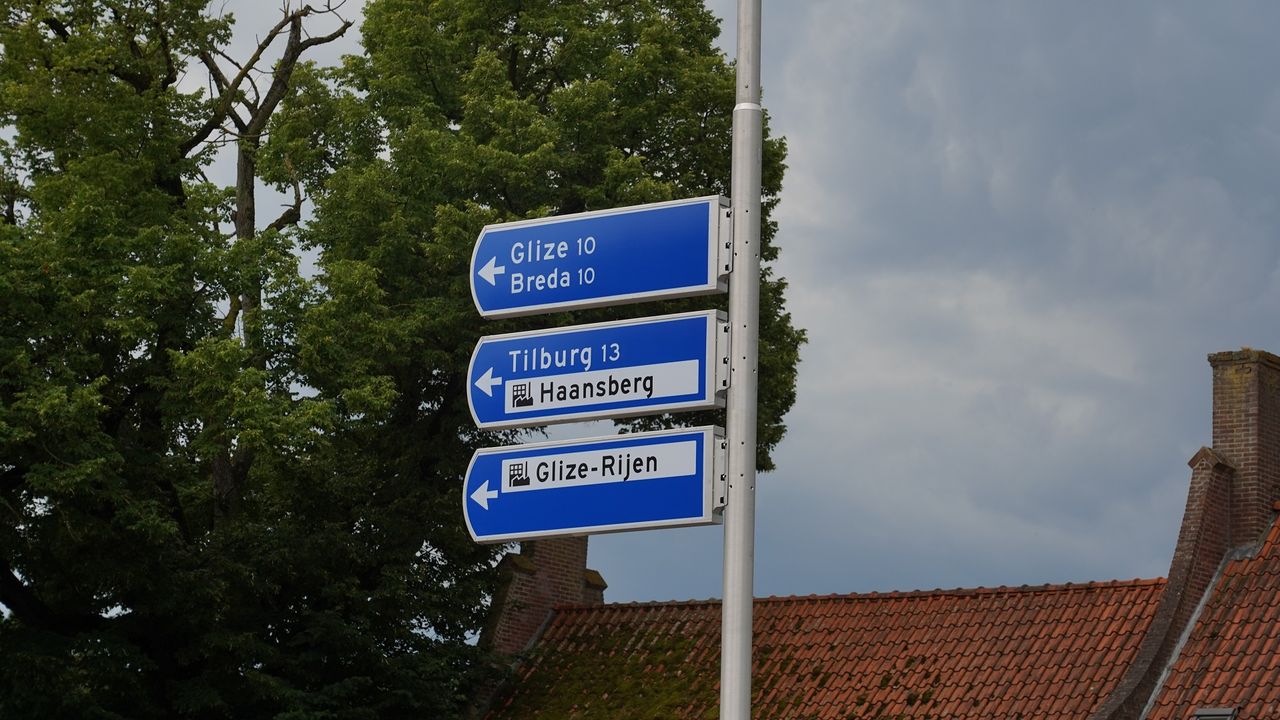 Glize 10
Breda 10
Tilburg 13
Haansberg
Glize-Rijen